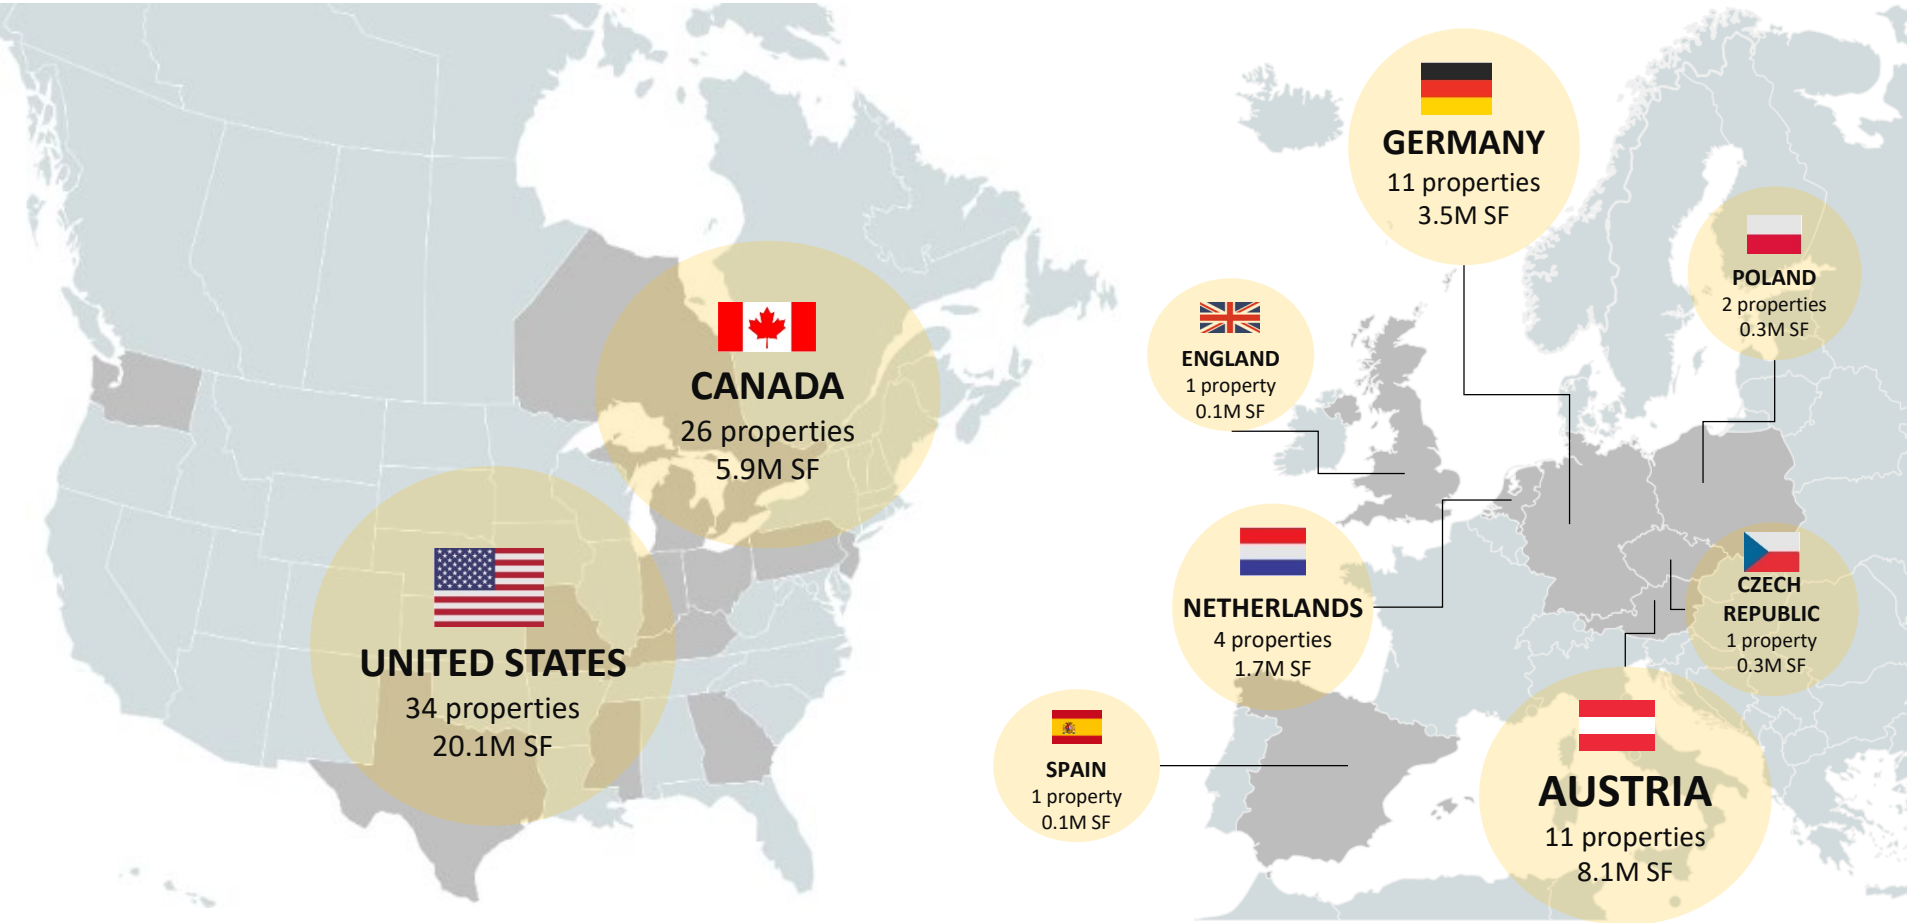 GERMANY
11 properties
3.5M SF
POLAND
2 properties
0.3M SF
ENGLAND
1 property
0.1M SF
CANADA
26 properties
5.9M SF
UNITED STATES
34 properties
20.1M SF
NETHERLANDS
4 properties
1.7M SF
CZECH
REPUBLIC
1 property
0.3M SF
SPAIN
1 property
0.1M SF
AUSTRIA
11 properties
8.1M SF